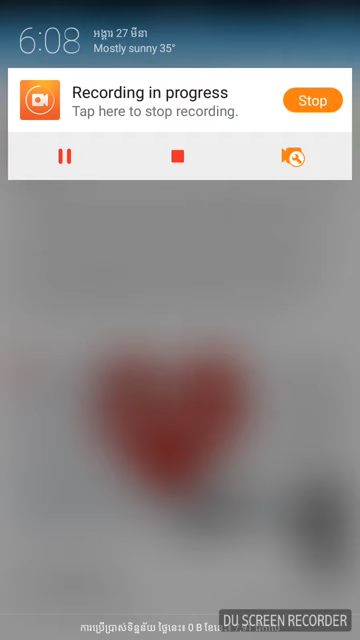 6:08
អង្គារ 27 មីនា
Mostly sunny 35°
Recording in progress
Tap here to stop recording.
Stop
ការប្រើប្រាស់ទិន្នន័យ ថ្ងៃនេះ៖ 0 B ខែនេះ៖
DU SCREEN RECORDER